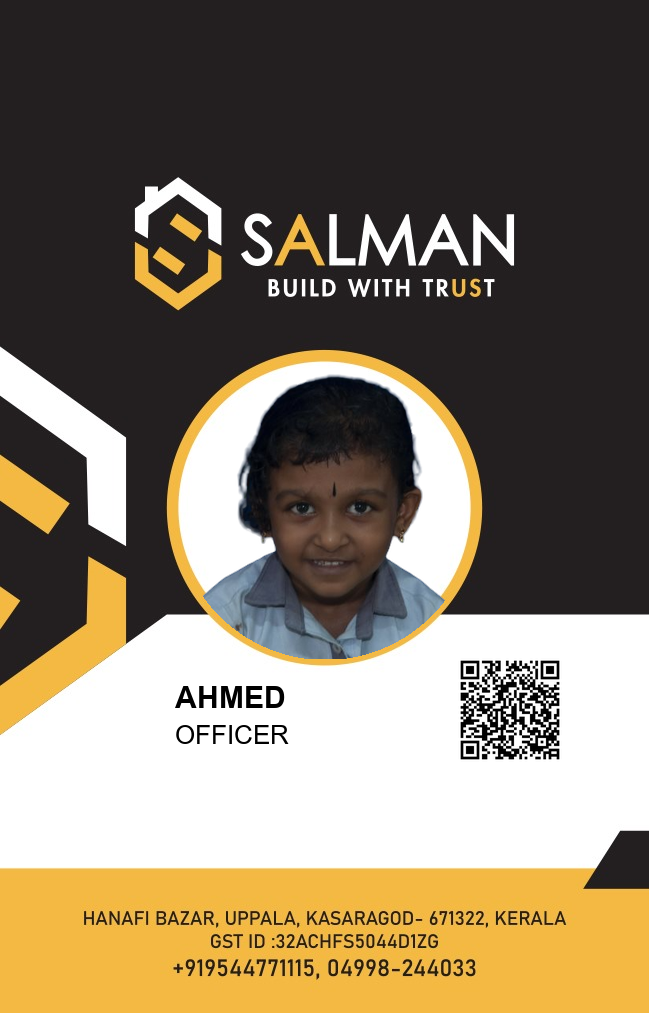 SALMAN
BUILD WITH TRUST
AHMED
OFFICER
HANAFI BAZAR, UPPALA, KASARAGOD- 671322, KERALA
GST ID :32ACHFS5044D1ZG
+919544771115, 04998-244033